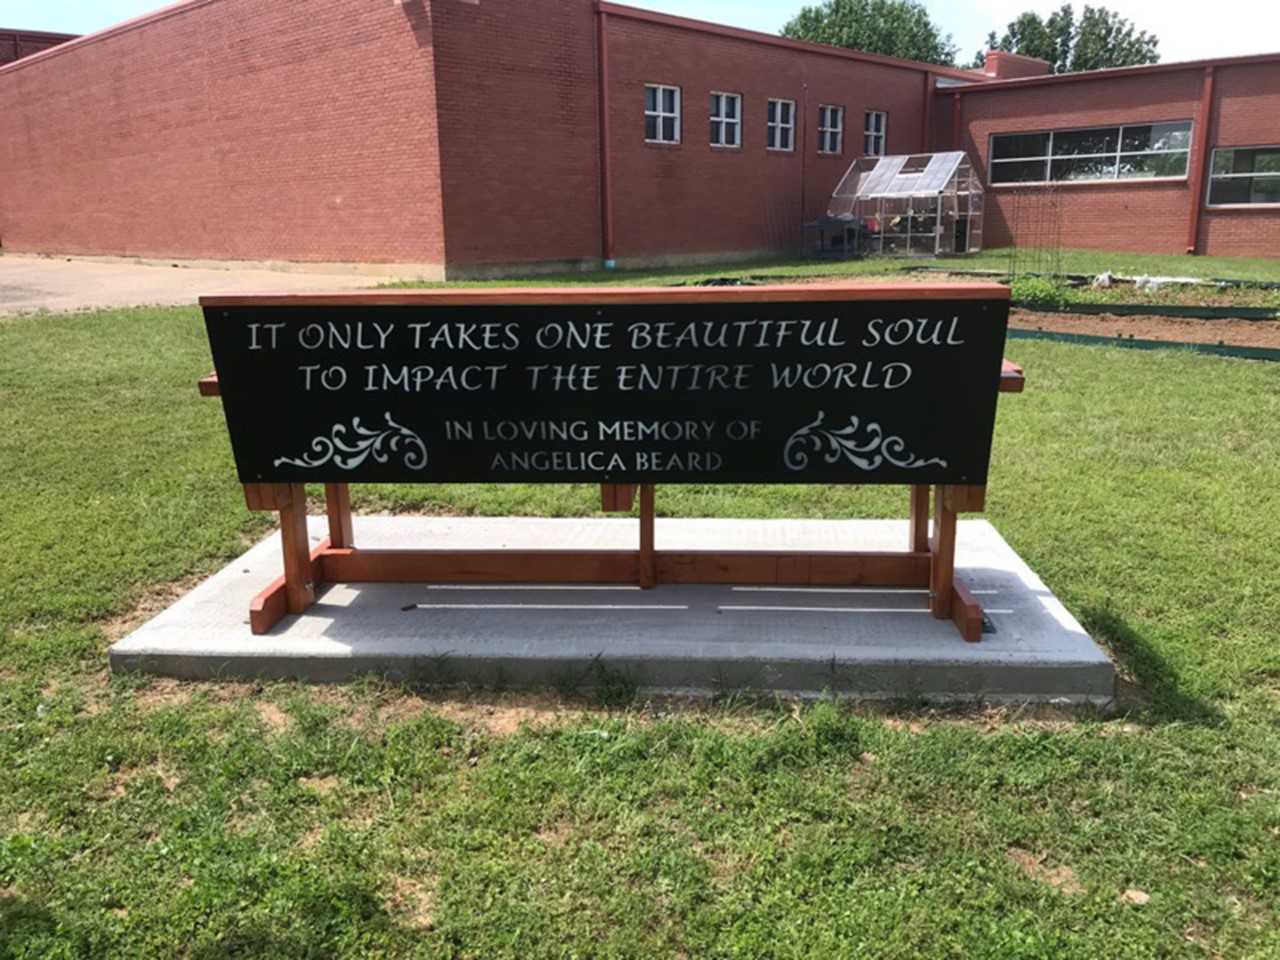 IT ONLY TAKES ONE BEAUTIFUL SOUL
TO IMPACT THE ENTIRE WORLD
IN LOVING MEMORY OF
ANGELICA BEARD